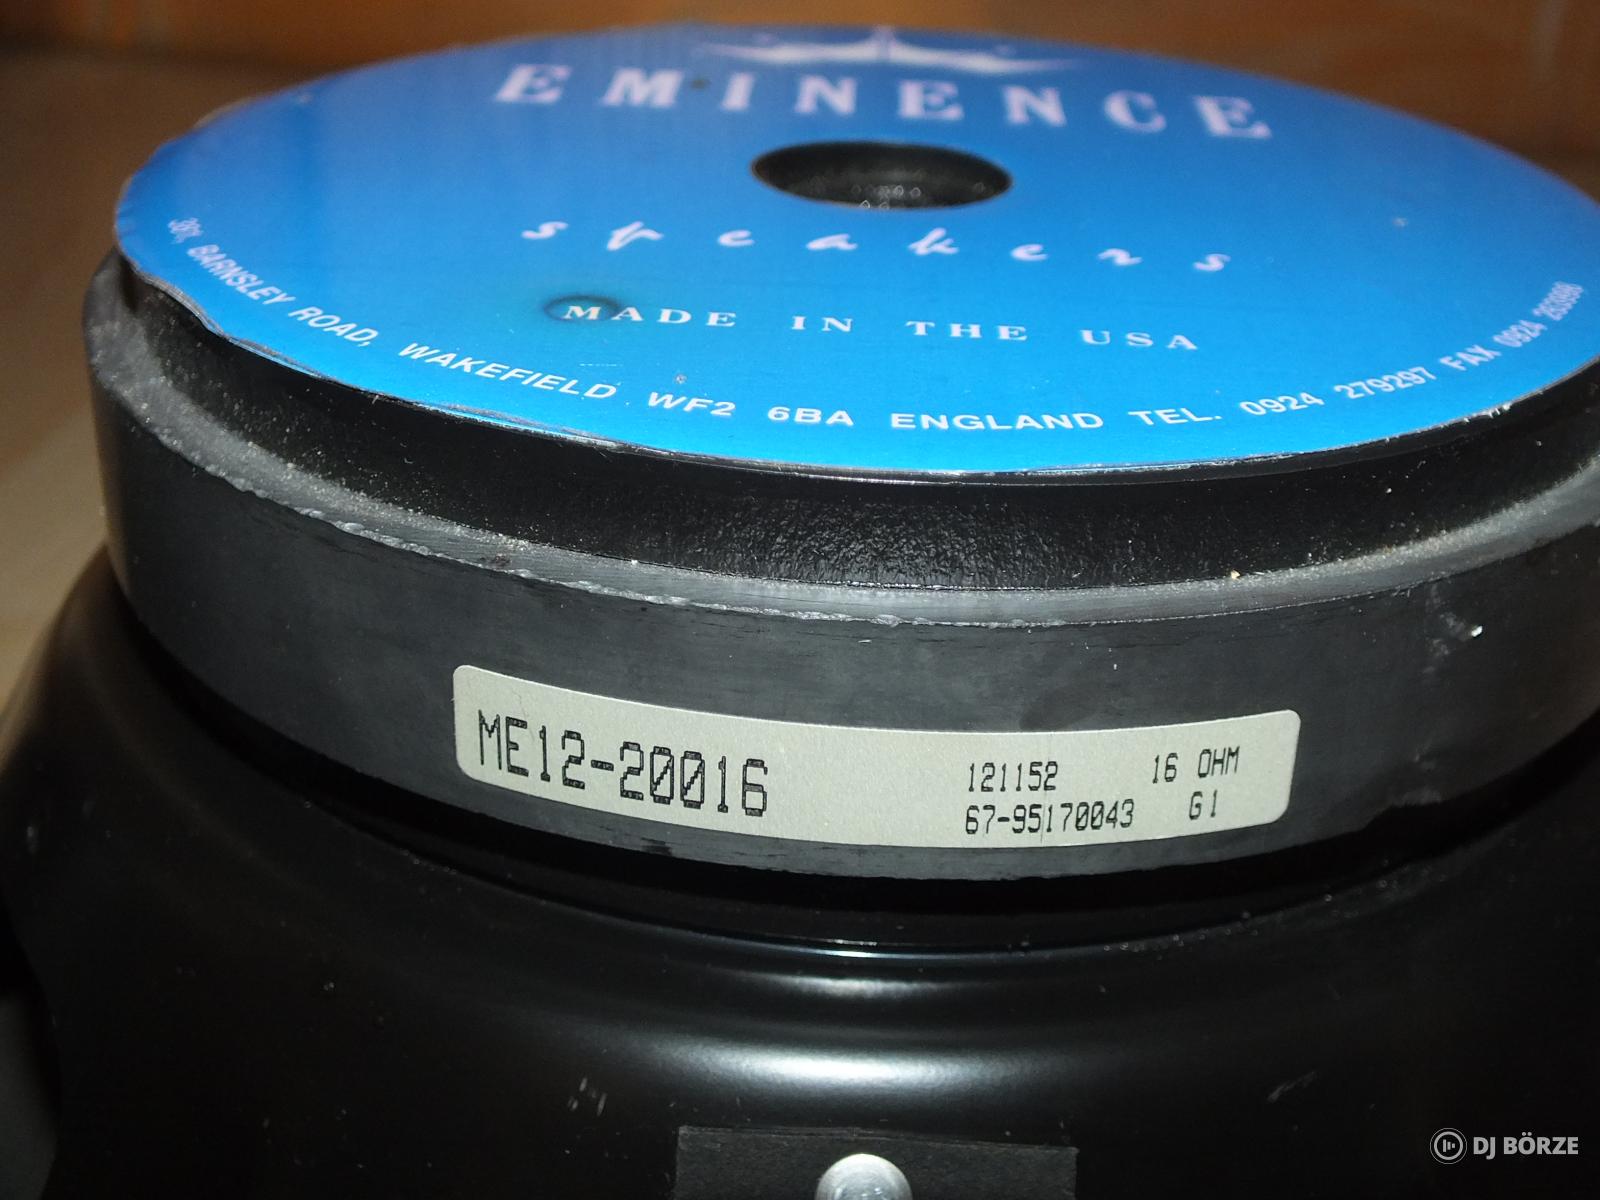 EMINENCE
speakers
MADE IN THE USA
BARNSLEY ROAD, WAKEFIELD WF2 6BA ENGLAND TEL. 0924 279297 FAX 0924
ME12-20016
121152 16 OHM
67-95170043 G1
DJ BÖRZE